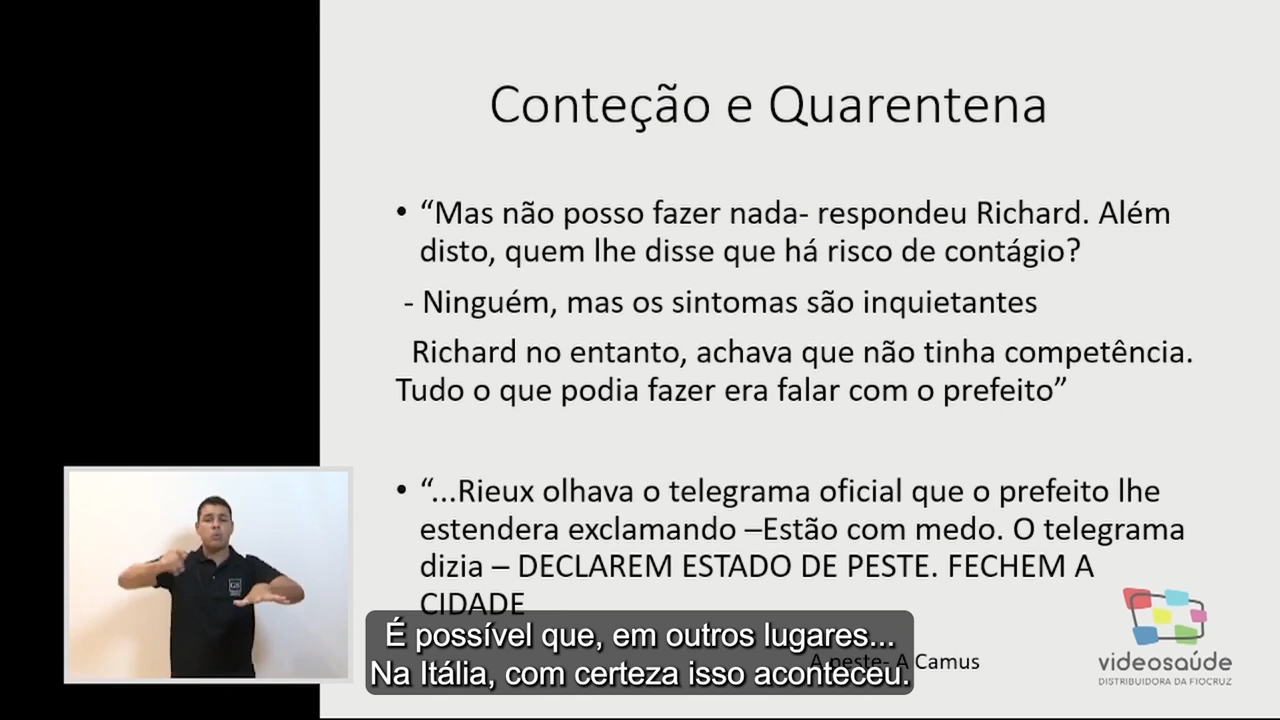 Conteção e Quarentena
• “Mas não posso fazer nada- respondeu Richard. Além
disto, quem lhe disse que há risco de contágio?
- Ninguém, mas os sintomas são inquietantes
Richard no entanto, achava que não tinha competência.
Tudo o que podia fazer era falar com o prefeito”
• “...Rieux olhava o telegrama oficial que o prefeito lhe
estendera exclamando –Estão com medo. O telegrama
dizia – DECLAREM ESTADO DE PESTE. FECHEM A
CIDADE
A peste- A Camus
É possível que, em outros lugares...
Na Itália, com certeza isso aconteceu.
GS
videosaúde
DISTRIBUIDORA DA FIOCRUZ